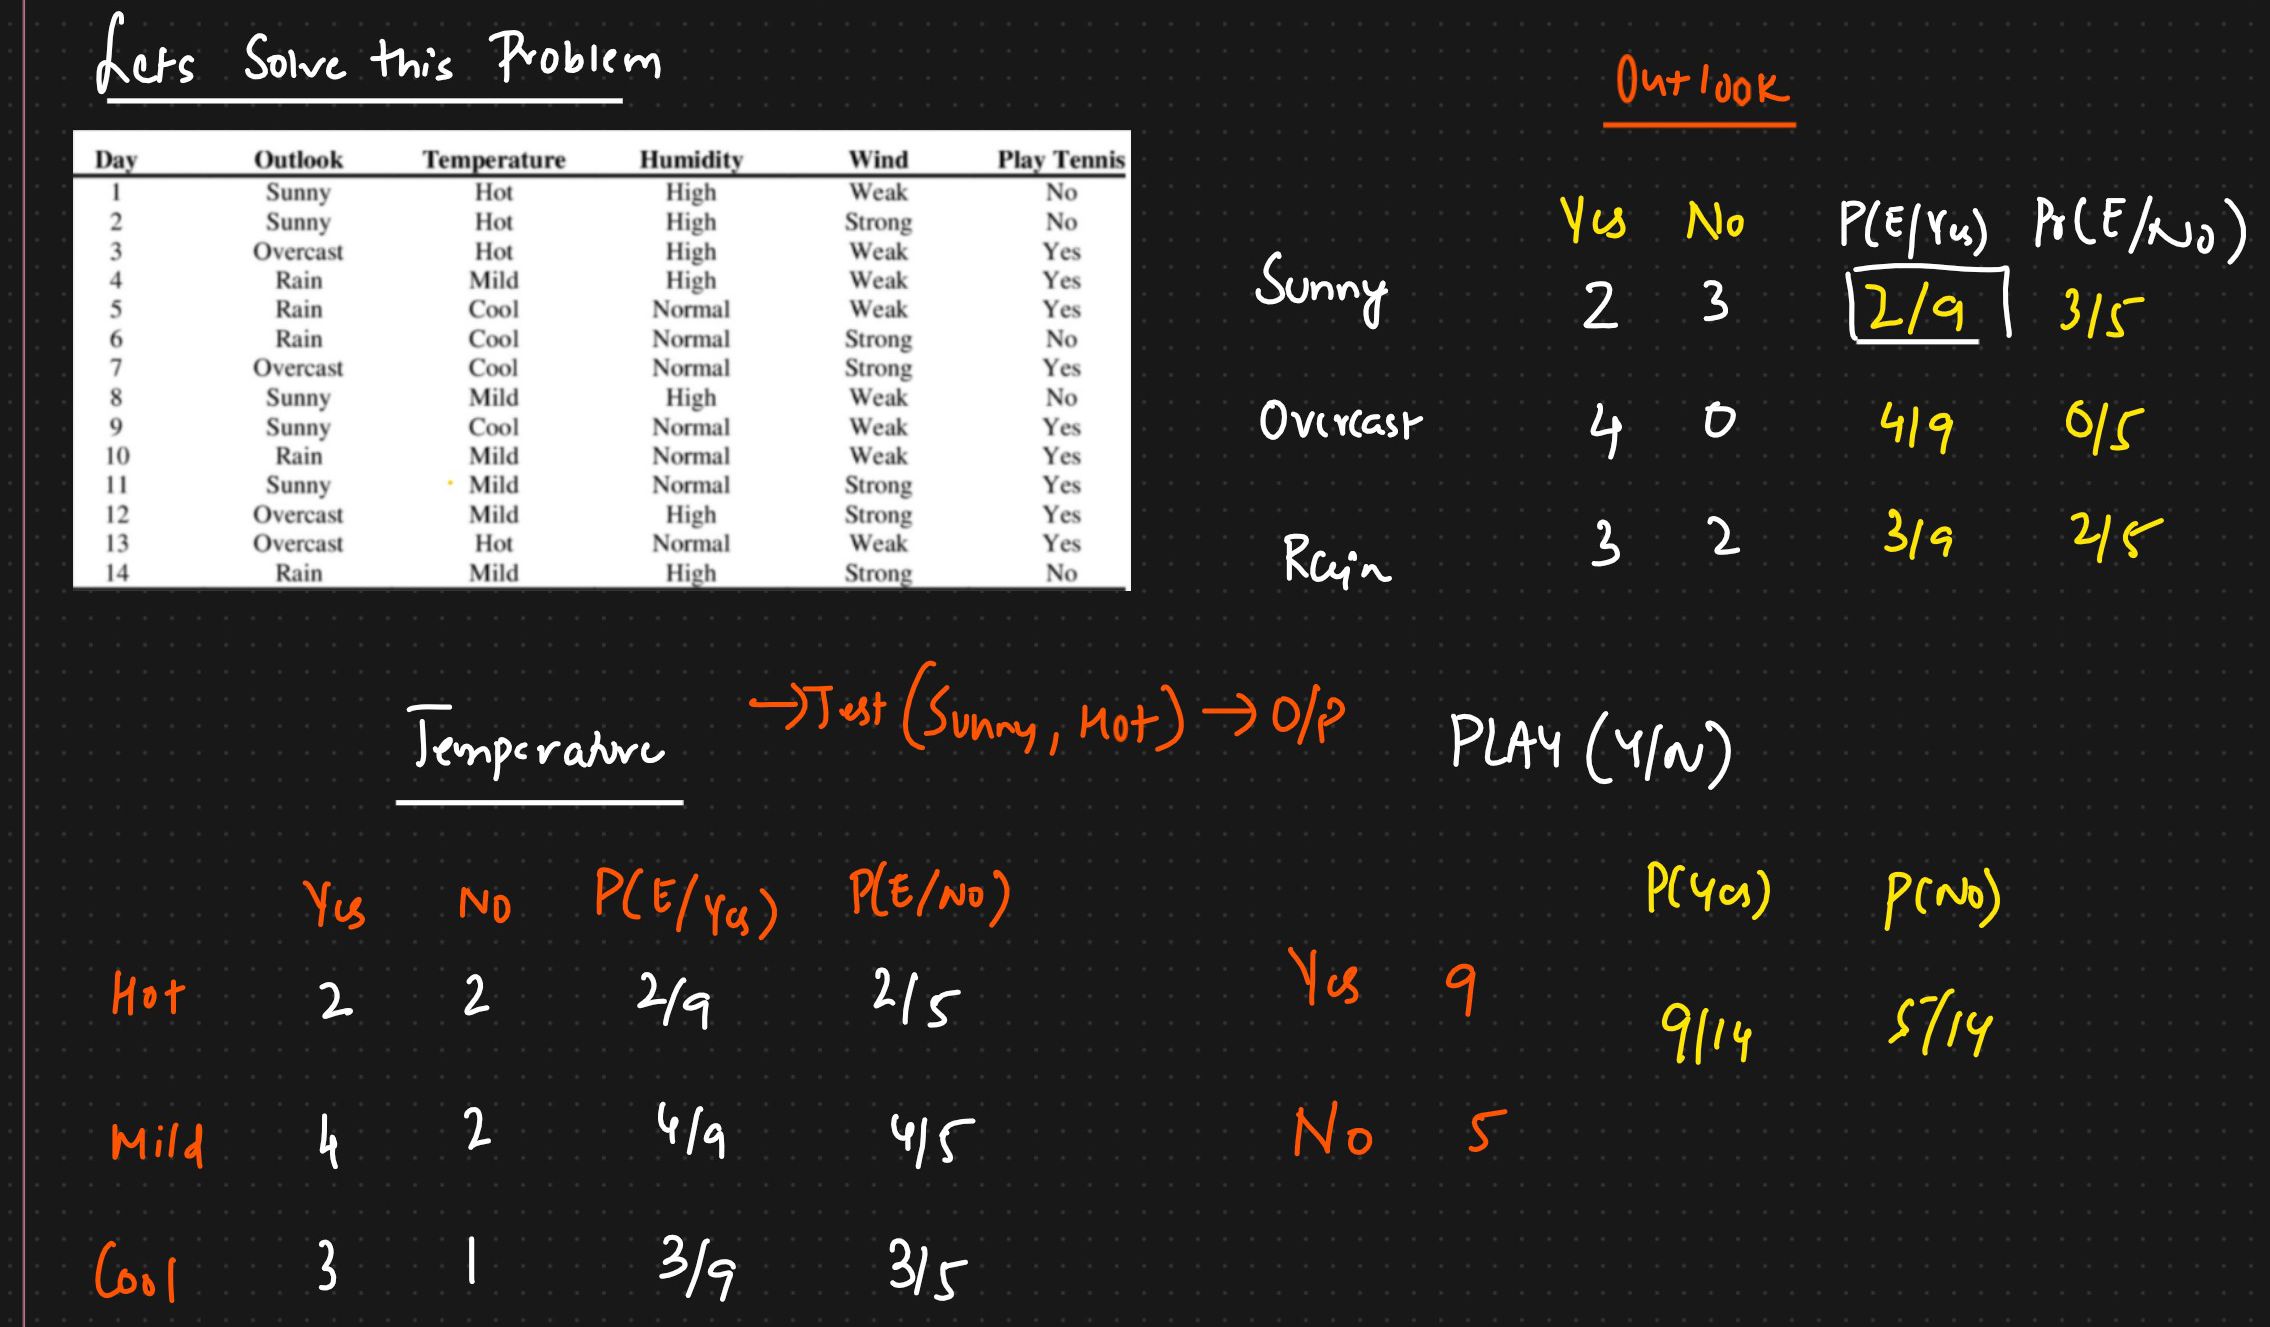 Lets Solve this Problem
Day Outlook Temperature Humidity Wind Play Tennis
1 Sunny Hot High Weak No
2 Sunny Hot High Strong No
3 Overcast Hot High Weak Yes
4 Rain Mild High Weak Yes
5 Rain Cool Normal Weak Yes
6 Rain Cool Normal Strong No
7 Overcast Cool Normal Strong Yes
8 Sunny Mild High Weak No
9 Sunny Cool Normal Weak Yes
10 Rain Mild Normal Weak Yes
11 Sunny Mild Normal Strong Yes
12 Overcast Mild High Strong Yes
13 Overcast Hot Normal Weak Yes
14 Rain Mild High Strong No
Outlook
Yes No P(E/Yes) Pr(E/No)
Sunny 2 3 2/9 3/5
Overcast 4 0 4/9 0/5
Rain 3 2 3/9 2/5
→Test (Sunny, Hot) → O/P
Temperature
Yes No P(E/Yes) P(E/No)
Hot 2 2 2/9 2/5
Mild 4 2 4/9 4/5
Cool 3 1 3/9 3/5
PLAY (Y/N)
P(Yes) P(No)
Yes 9 9/14 5/14
No 5